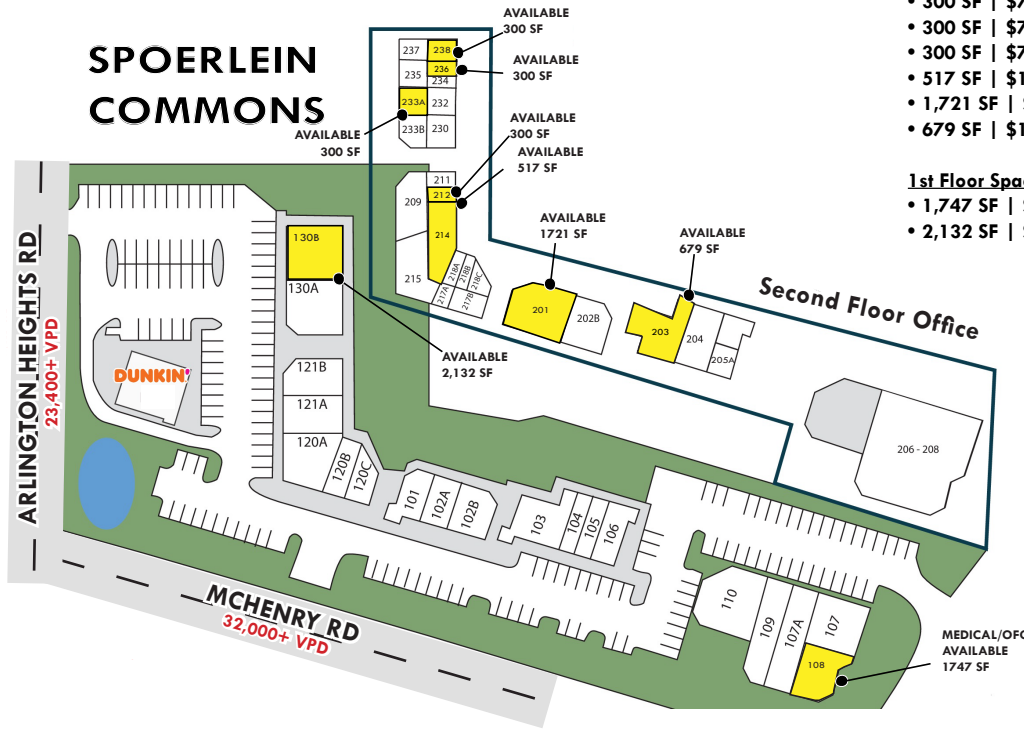 SPOERLEIN
COMMONS
• 300 SF |
• 300 SF |
• 300 SF |
• 517 SF |
• 1,721 SF |
• 679 SF |
1st Floor
• 1,747 SF |
• 2,132 SF |
AVAILABLE
300 SF
AVAILABLE
300 SF
AVAILABLE
300 SF
AVAILABLE
300 SF
AVAILABLE
517 SF
AVAILABLE
1721 SF
AVAILABLE
679 SF
AVAILABLE
2,132 SF
MEDICAL/OFC
AVAILABLE
1747 SF
Second Floor Office
237
238
236
235
234
233A
232
233B
230
211
212
209
214
215
218A
218B
218C
217A
217B
201
202B
203
204
205A
206 - 208
130B
130A
121B
121A
120A
120B
120C
101
102A
102B
103
104
105
106
110
109
107A
107
108
DUNKIN'
ARLINGTON HEIGHTS RD
23,400+ VPD
MCHENRY RD
32,000+ VPD